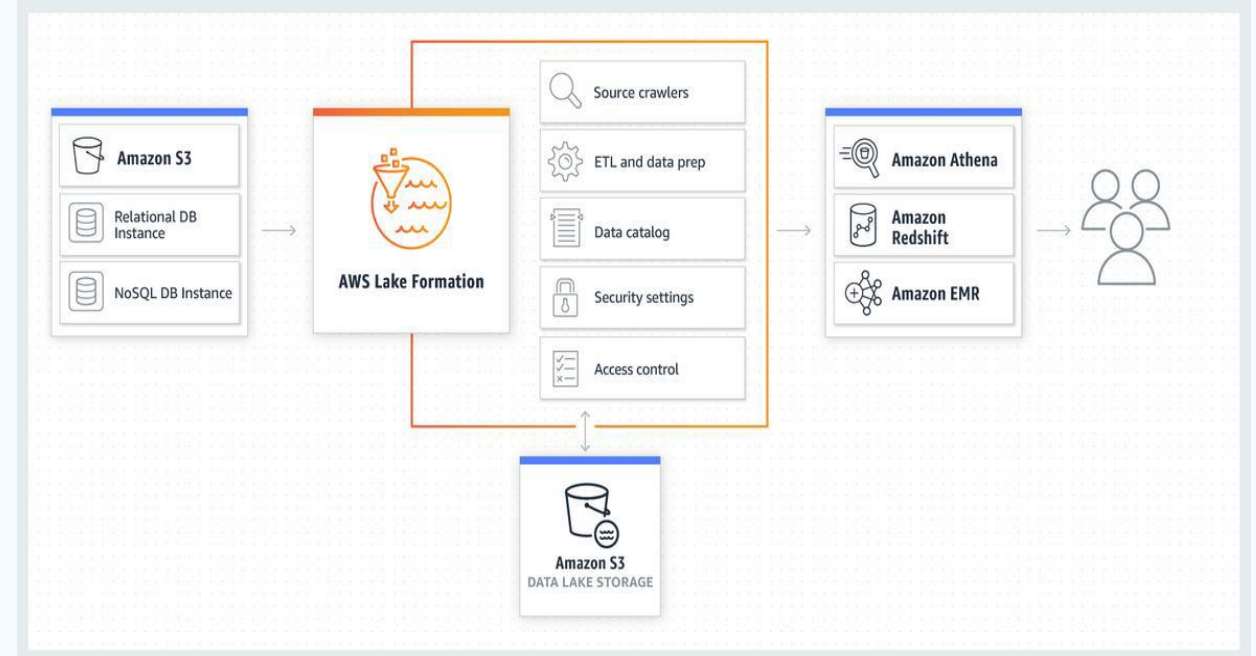 Amazon S3
Relational DB
Instance
NoSQL DB Instance
AWS Lake Formation
Source crawlers
ETL and data prep
Data catalog
Security settings
Access control
Amazon S3
DATA LAKE STORAGE
Amazon Athena
Amazon
Redshift
Amazon EMR